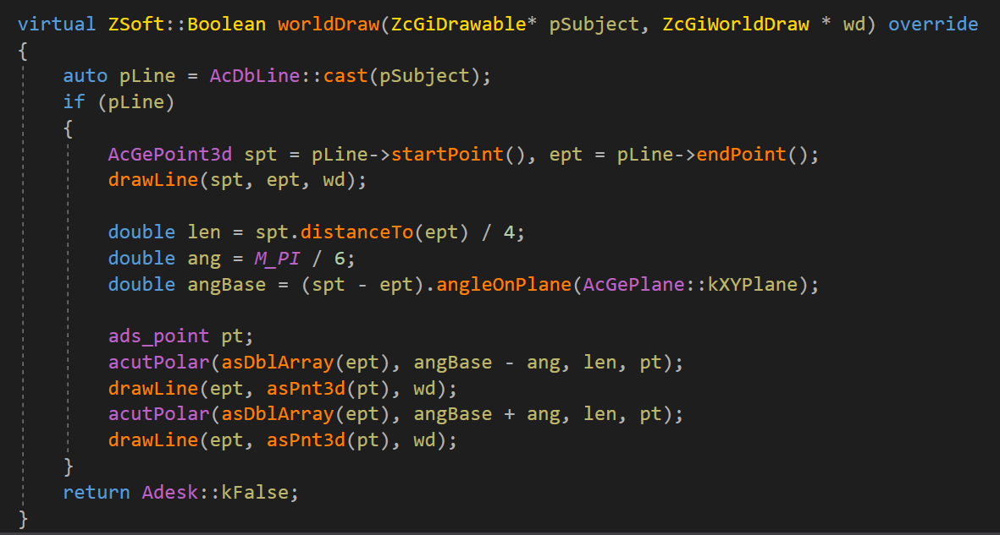 virtual ZSoft::Boolean worldDraw(ZcGiDrawable* pSubject, ZcGiWorldDraw * wd) override
{
    auto pLine = AcDbLine::cast(pSubject);
    if (pLine)
    {
        AcGePoint3d spt = pLine->startPoint(), ept = pLine->endPoint();
        drawLine(spt, ept, wd);

        double len = spt.distanceTo(ept) / 4;
        double ang = M_PI / 6;
        double angBase = (spt - ept).angleOnPlane(AcGePlane::kXYPlane);

        ads_point pt;
        acutPolar(asDblArray(ept), angBase - ang, len, pt);
        drawLine(ept, asPnt3d(pt), wd);
        acutPolar(asDblArray(ept), angBase + ang, len, pt);
        drawLine(ept, asPnt3d(pt), wd);
    }
    return Adesk::kFalse;
}